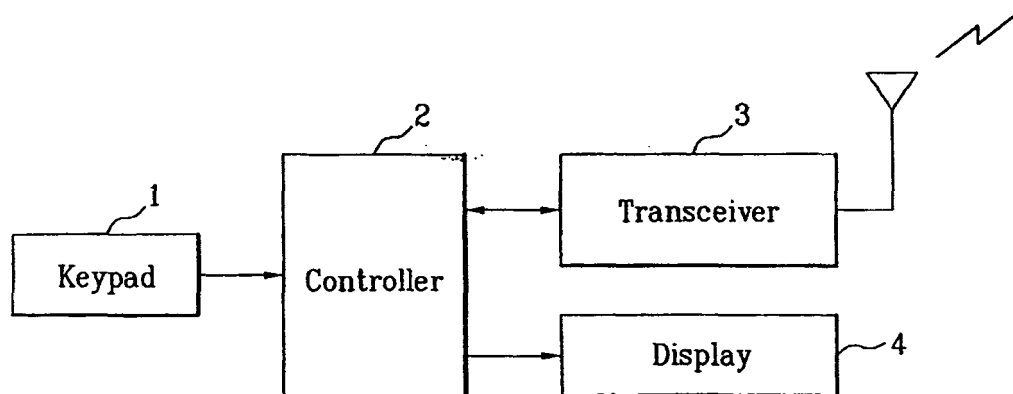 1
Keypad
2
Controller
3
Transceiver
4
Display